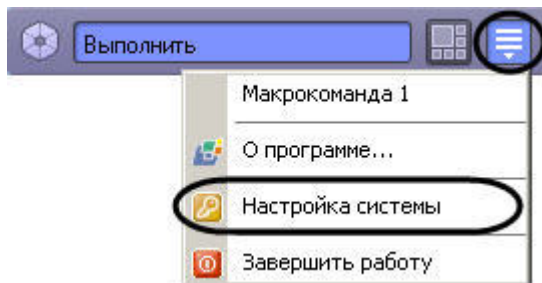 Выполнить
Макрокоманда 1
О программе...
Настройка системы
Завершить работу